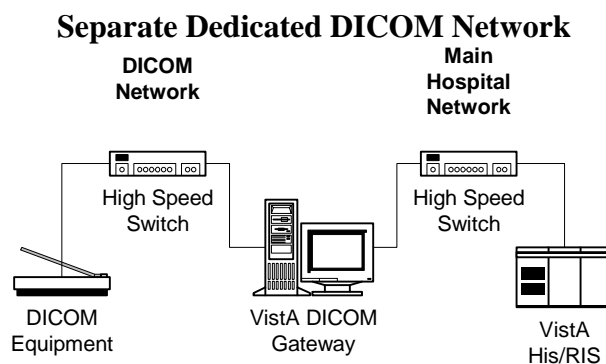 Separate Dedicated DICOM Network
DICOM
Network
Main
Hospital
Network
High Speed
Switch
High Speed
Switch
DICOM
Equipment
VistA DICOM
Gateway
VistA
His/RIS